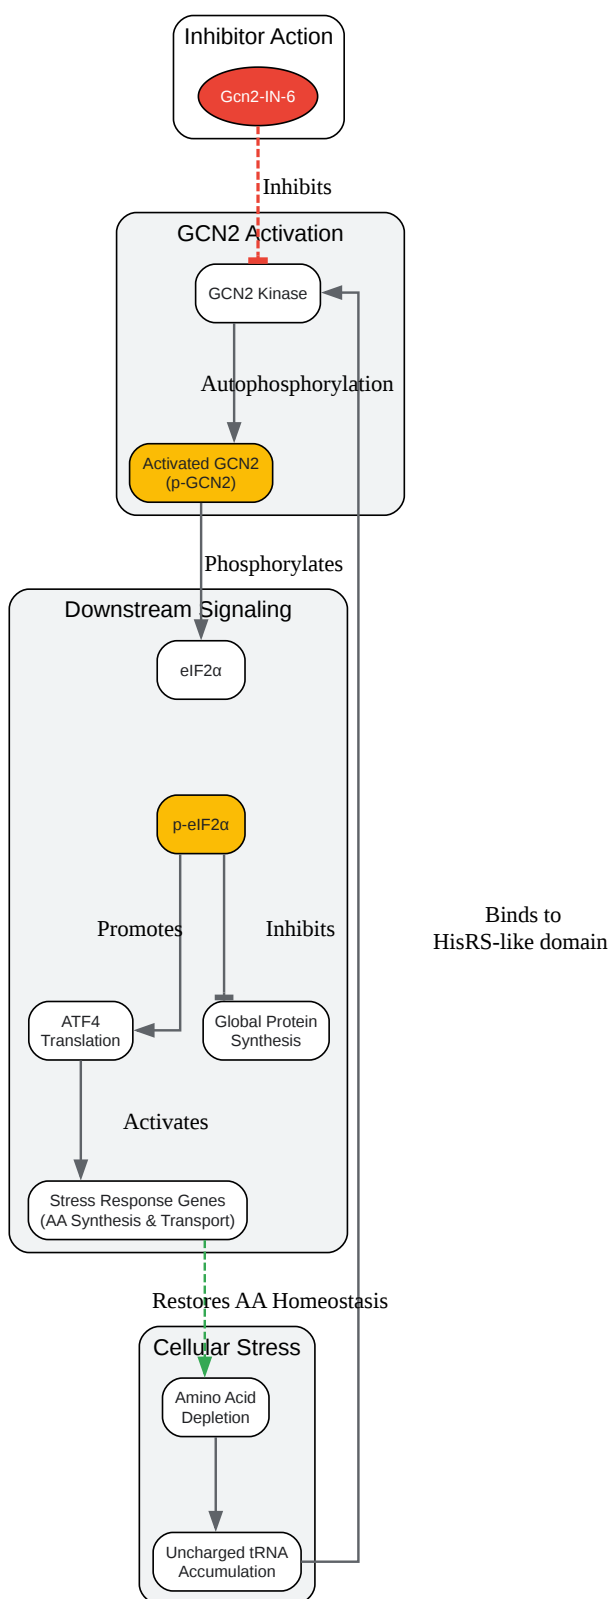 Inhibitor Action
Gcn2-IN-6
Inhibits
GCN2 Activation
GCN2 Kinase
Autophosphorylation
Activated GCN2
(p-GCN2)
Phosphorylates
Downstream Signaling
eIF2α
p-eIF2α
Promotes
Inhibits
Binds to
HisRS-like domain
ATF4
Translation
Global Protein
Synthesis
Activates
Stress Response Genes
(AA Synthesis & Transport)
Restores AA Homeostasis
Cellular Stress
Amino Acid
Depletion
Uncharged tRNA
Accumulation